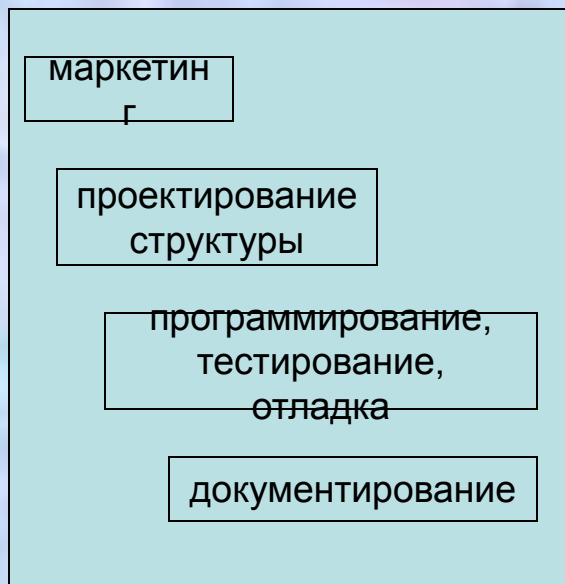 маркетин
г
проектирование
структуры
программирование,
тестирование,
отладка
документирование